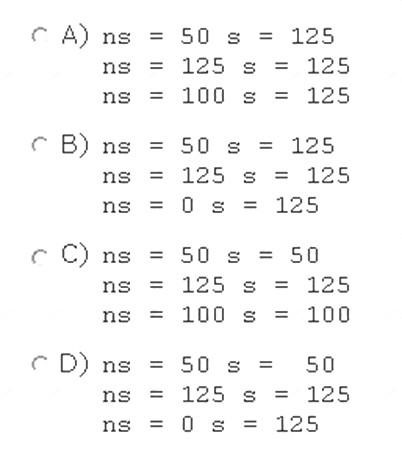 A) ns = 50 s = 125
ns = 125 s = 125
ns = 100 s = 125
B) ns = 50 s = 125
ns = 125 s = 125
ns = 0 s = 125
C) ns = 50 s = 50
ns = 125 s = 125
ns = 100 s = 100
D) ns = 50 s = 50
ns = 125 s = 125
ns = 0 s = 125